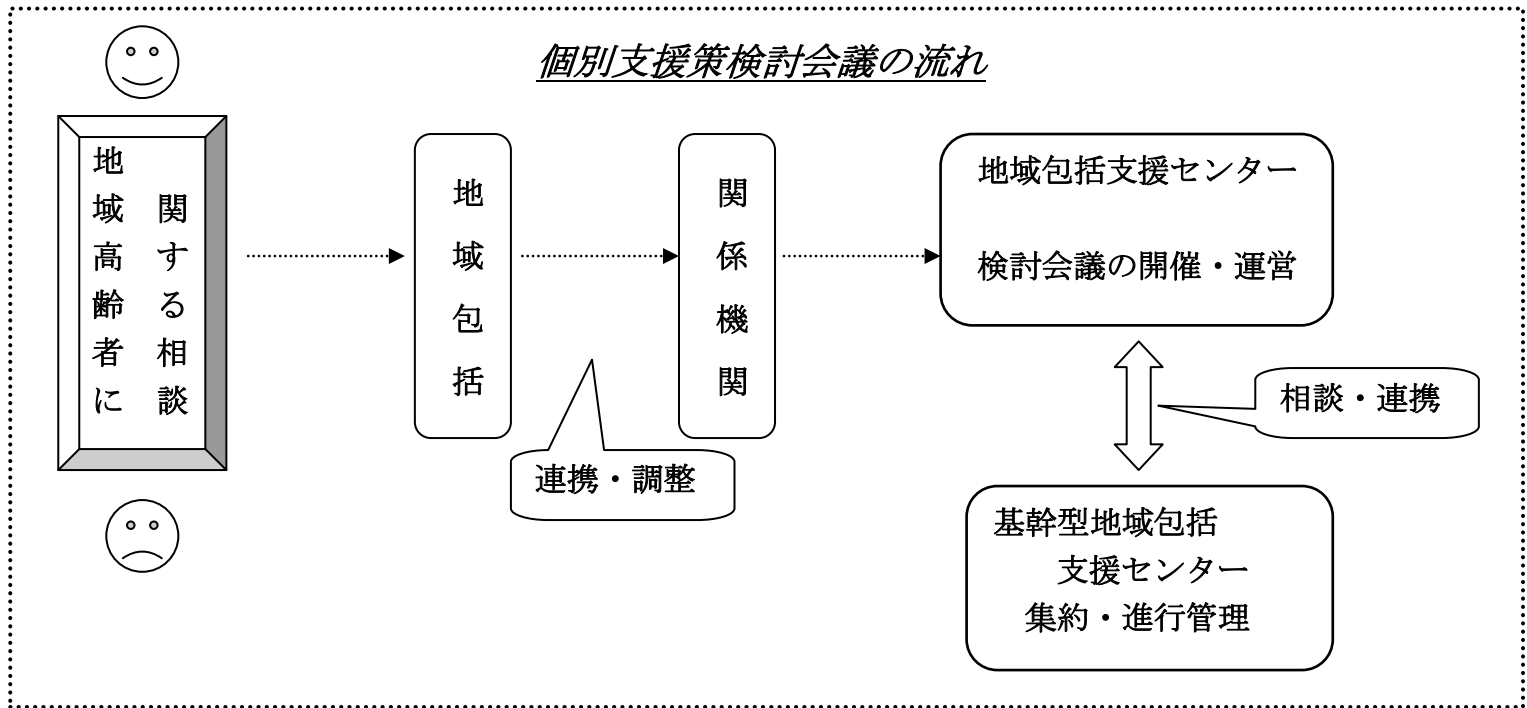 個別支援策検討会議の流れ
地域高齢者に
関する相談
地域包括
関係機関
連携・調整
地域包括支援センター
検討会議の開催・運営
相談・連携
基幹型地域包括
支援センター
集約・進行管理